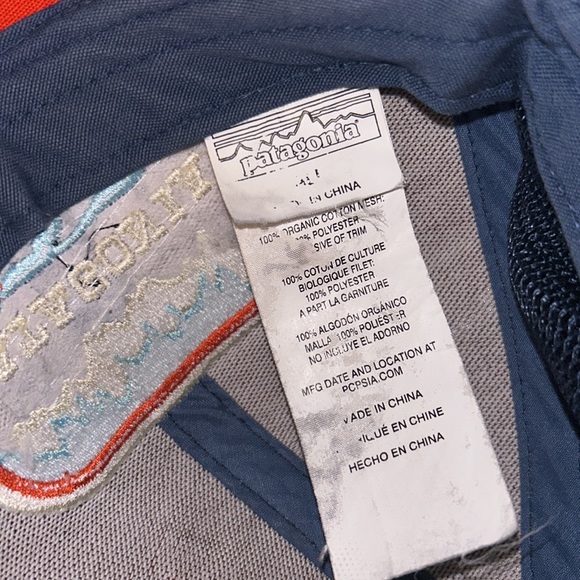 patagonia®
IN CHINA
100% ORGANIC COTTON MESH:
100% POLYESTER
SIVE OF TRIM
100% COTON DE CULTURE
BIOLOGIQUE FILET:
100% POLYESTER
A PART LA GARNITURE
100% ALGODÓN ORGÁNICO
MALLA 100% POLIÉSTER
NO INCLUYE EL ADORNO
MFG DATE AND LOCATION AT
PCPSIA.COM
MADE IN CHINA
IQUÉ EN CHINE
HECHO EN CHINA